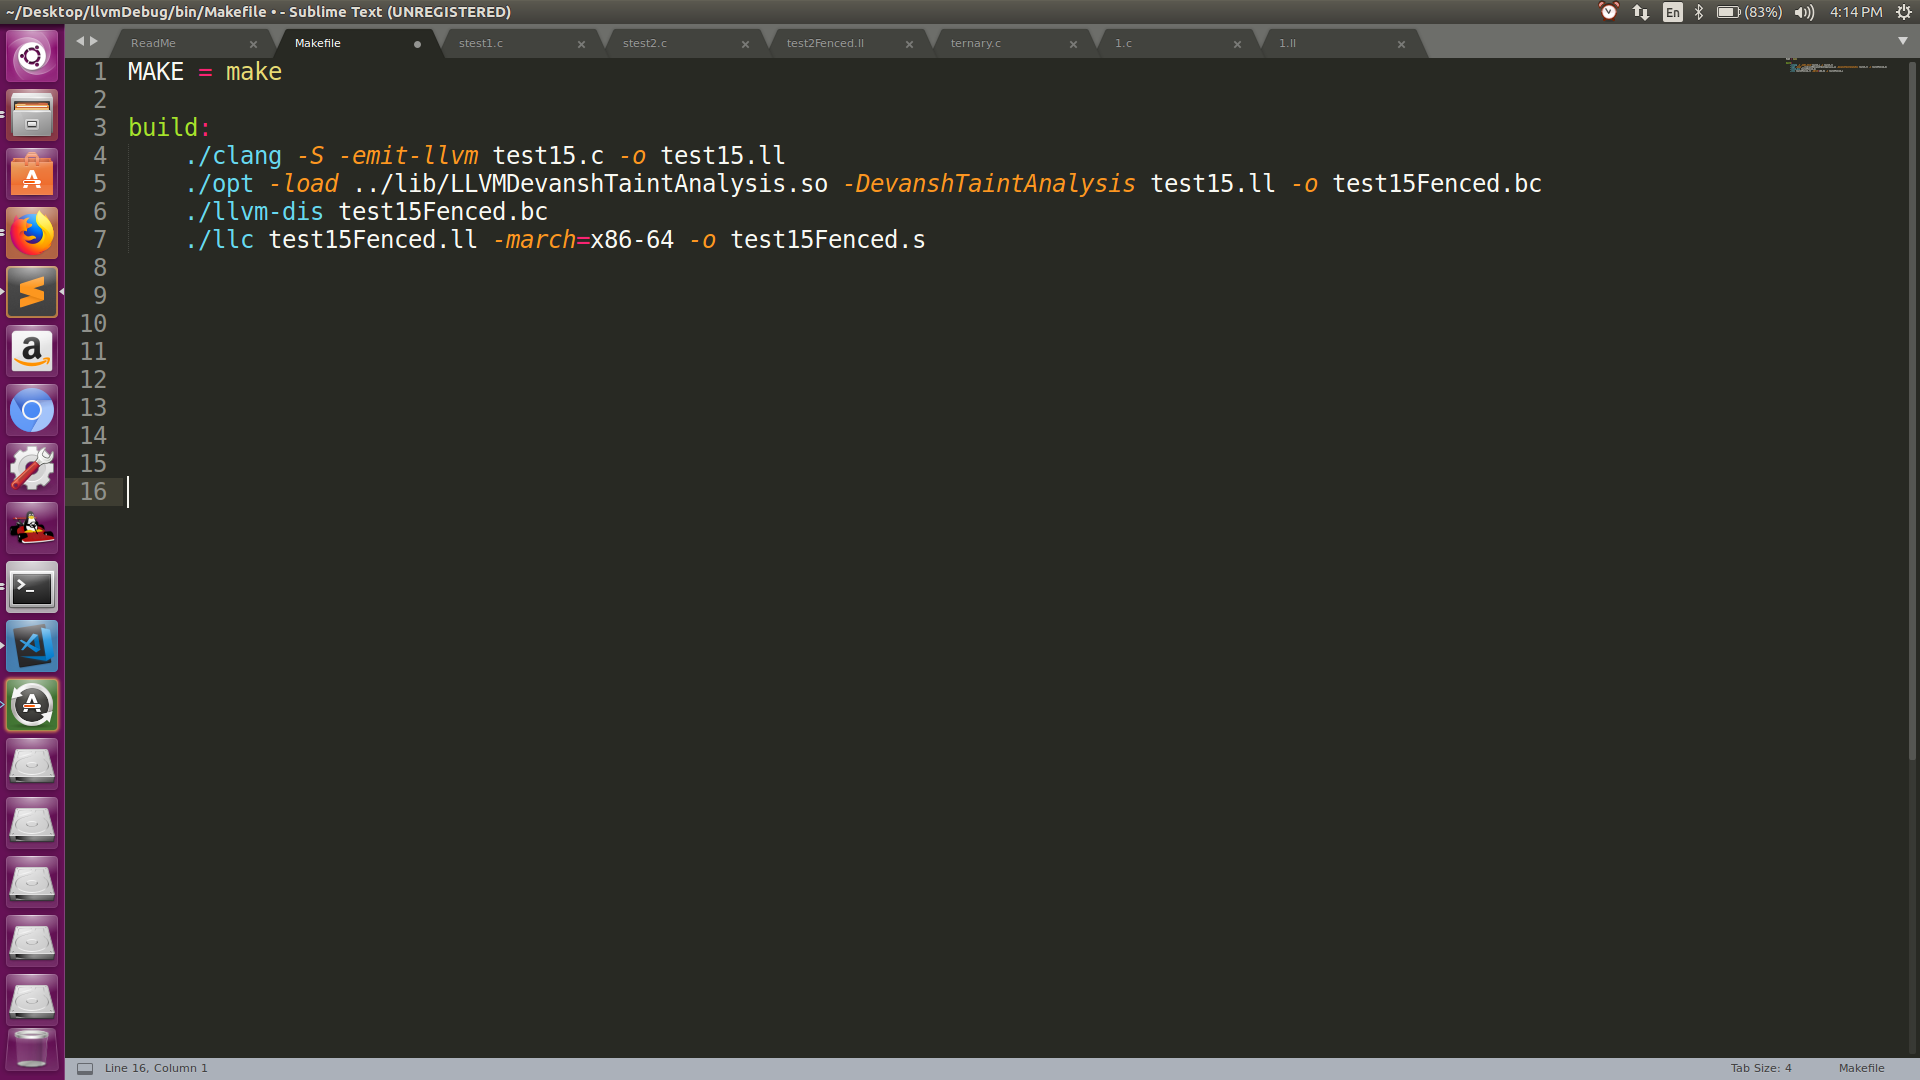 ~/Desktop/llvmDebug/bin/Makefile • - Sublime Text (UNREGISTERED)
En (83%) 4:14 PM
ReadMe Makefile stest1.c stest2.c test2Fenced.ll ternary.c 1.c 1.ll
1 MAKE = make
2
3 build:
4 ./clang -S -emit-llvm test15.c -o test15.ll
5 ./opt -load ../lib/LLVMDevanshTaintAnalysis.so -DevanshTaintAnalysis test15.ll -o test15Fenced.bc
6 ./llvm-dis test15Fenced.bc
7 ./llc test15Fenced.ll -march=x86-64 -o test15Fenced.s
8
9
10
11
12
13
14
15
16
Line 16, Column 1 Tab Size: 4 Makefile